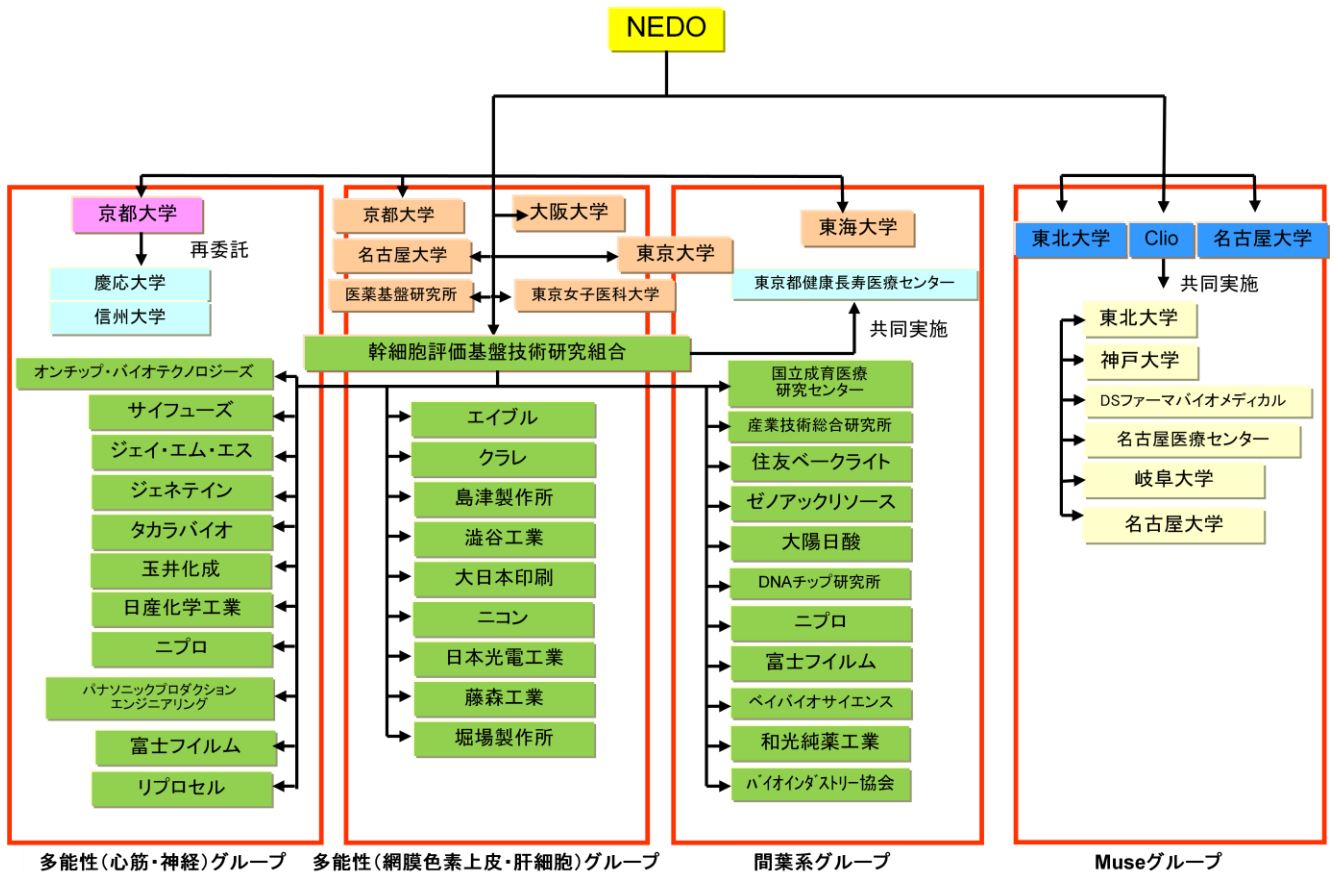 NEDO
京都大学
再委託
慶応大学
信州大学
オンチップ・バイオテクノロジーズ
サイフューズ
ジェイ・エム・エス
ジェネテイン
タカラバイオ
玉井化成
日産化学工業
ニプロ
パナソニックプロダクション
エンジニアリング
富士フイルム
リプロセル
多能性(心筋・神経)グループ
京都大学
大阪大学
名古屋大学
東京大学
医薬基盤研究所
東京女子医科大学
幹細胞評価基盤技術研究組合
エイブル
クラレ
島津製作所
澁谷工業
大日本印刷
ニコン
日本光電工業
藤森工業
堀場製作所
多能性(網膜色素上皮・肝細胞)グループ
東海大学
東京都健康長寿医療センター
共同実施
国立成育医療
研究センター
産業技術総合研究所
住友ベークライト
ゼノアックリソース
大陽日酸
DNAチップ研究所
ニプロ
富士フイルム
ベイバイオサイエンス
和光純薬工業
バイオインダストリー協会
間葉系グループ
東北大学
Clio
名古屋大学
共同実施
東北大学
神戸大学
DSファーマバイオメディカル
名古屋医療センター
岐阜大学
名古屋大学
Museグループ